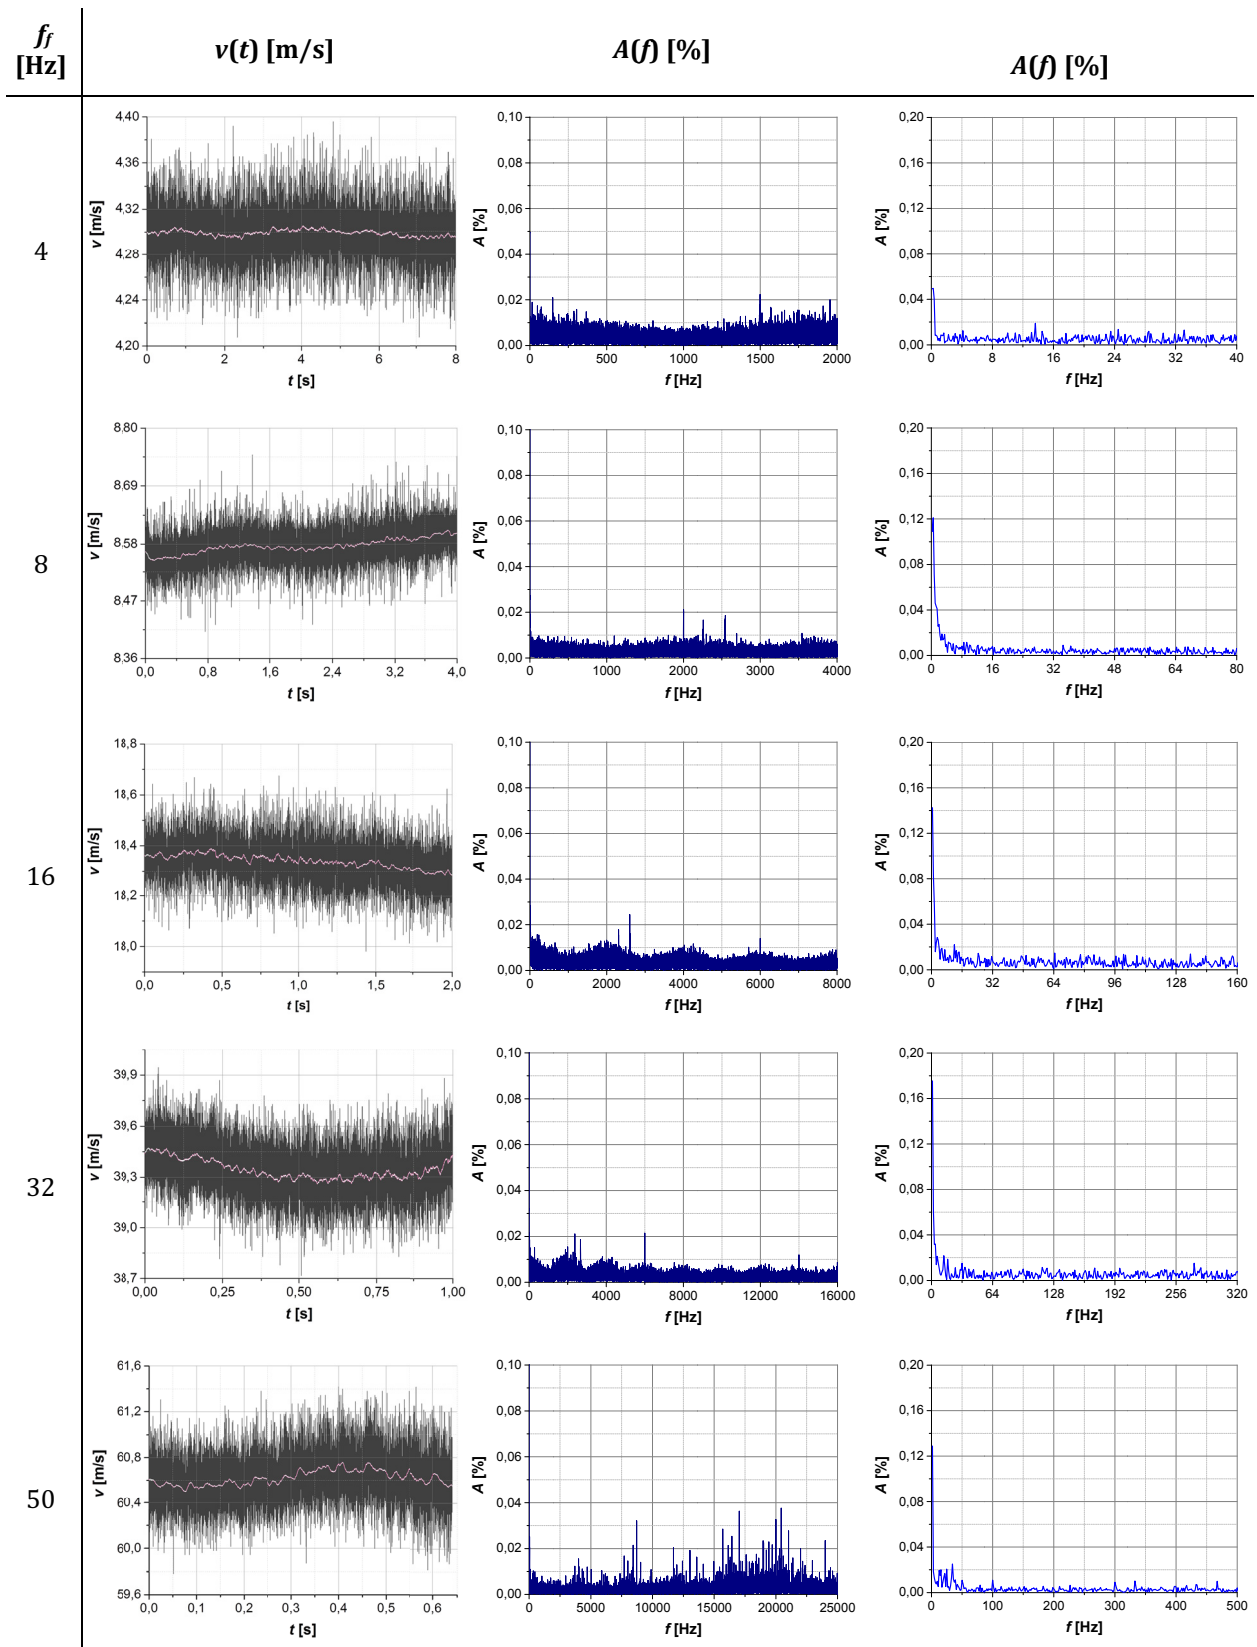 f_f [Hz] v(t) [m/s] A(f) [%] A(f) [%]
4
4,40
4,36
4,32
4,28
4,24
4,20
v [m/s]
0 2 4 6 8
t [s]
0,10
0,08
0,06
0,04
0,02
0,00
A [%]
0 500 1000 1500 2000
f [Hz]
0,20
0,16
0,12
0,08
0,04
0,00
A [%]
0 8 16 24 32 40
f [Hz]
8
8,80
8,69
8,58
8,47
8,36
v [m/s]
0,0 0,8 1,6 2,4 3,2 4,0
t [s]
0,10
0,08
0,06
0,04
0,02
0,00
A [%]
0 1000 2000 3000 4000
f [Hz]
0,20
0,16
0,12
0,08
0,04
0,00
A [%]
0 16 32 48 64 80
f [Hz]
16
18,8
18,6
18,4
18,2
18,0
v [m/s]
0,0 0,5 1,0 1,5 2,0
t [s]
0,10
0,08
0,06
0,04
0,02
0,00
A [%]
0 2000 4000 6000 8000
f [Hz]
0,20
0,16
0,12
0,08
0,04
0,00
A [%]
0 32 64 96 128 160
f [Hz]
32
39,9
39,6
39,3
39,0
38,7
v [m/s]
0,00 0,25 0,50 0,75 1,00
t [s]
0,10
0,08
0,06
0,04
0,02
0,00
A [%]
0 4000 8000 12000 16000
f [Hz]
0,20
0,16
0,12
0,08
0,04
0,00
A [%]
0 64 128 192 256 320
f [Hz]
50
61,6
61,2
60,8
60,4
60,0
59,6
v [m/s]
0,0 0,1 0,2 0,3 0,4 0,5 0,6
t [s]
0,10
0,08
0,06
0,04
0,02
0,00
A [%]
0 5000 10000 15000 20000 25000
f [Hz]
0,20
0,16
0,12
0,08
0,04
0,00
A [%]
0 100 200 300 400 500
f [Hz]